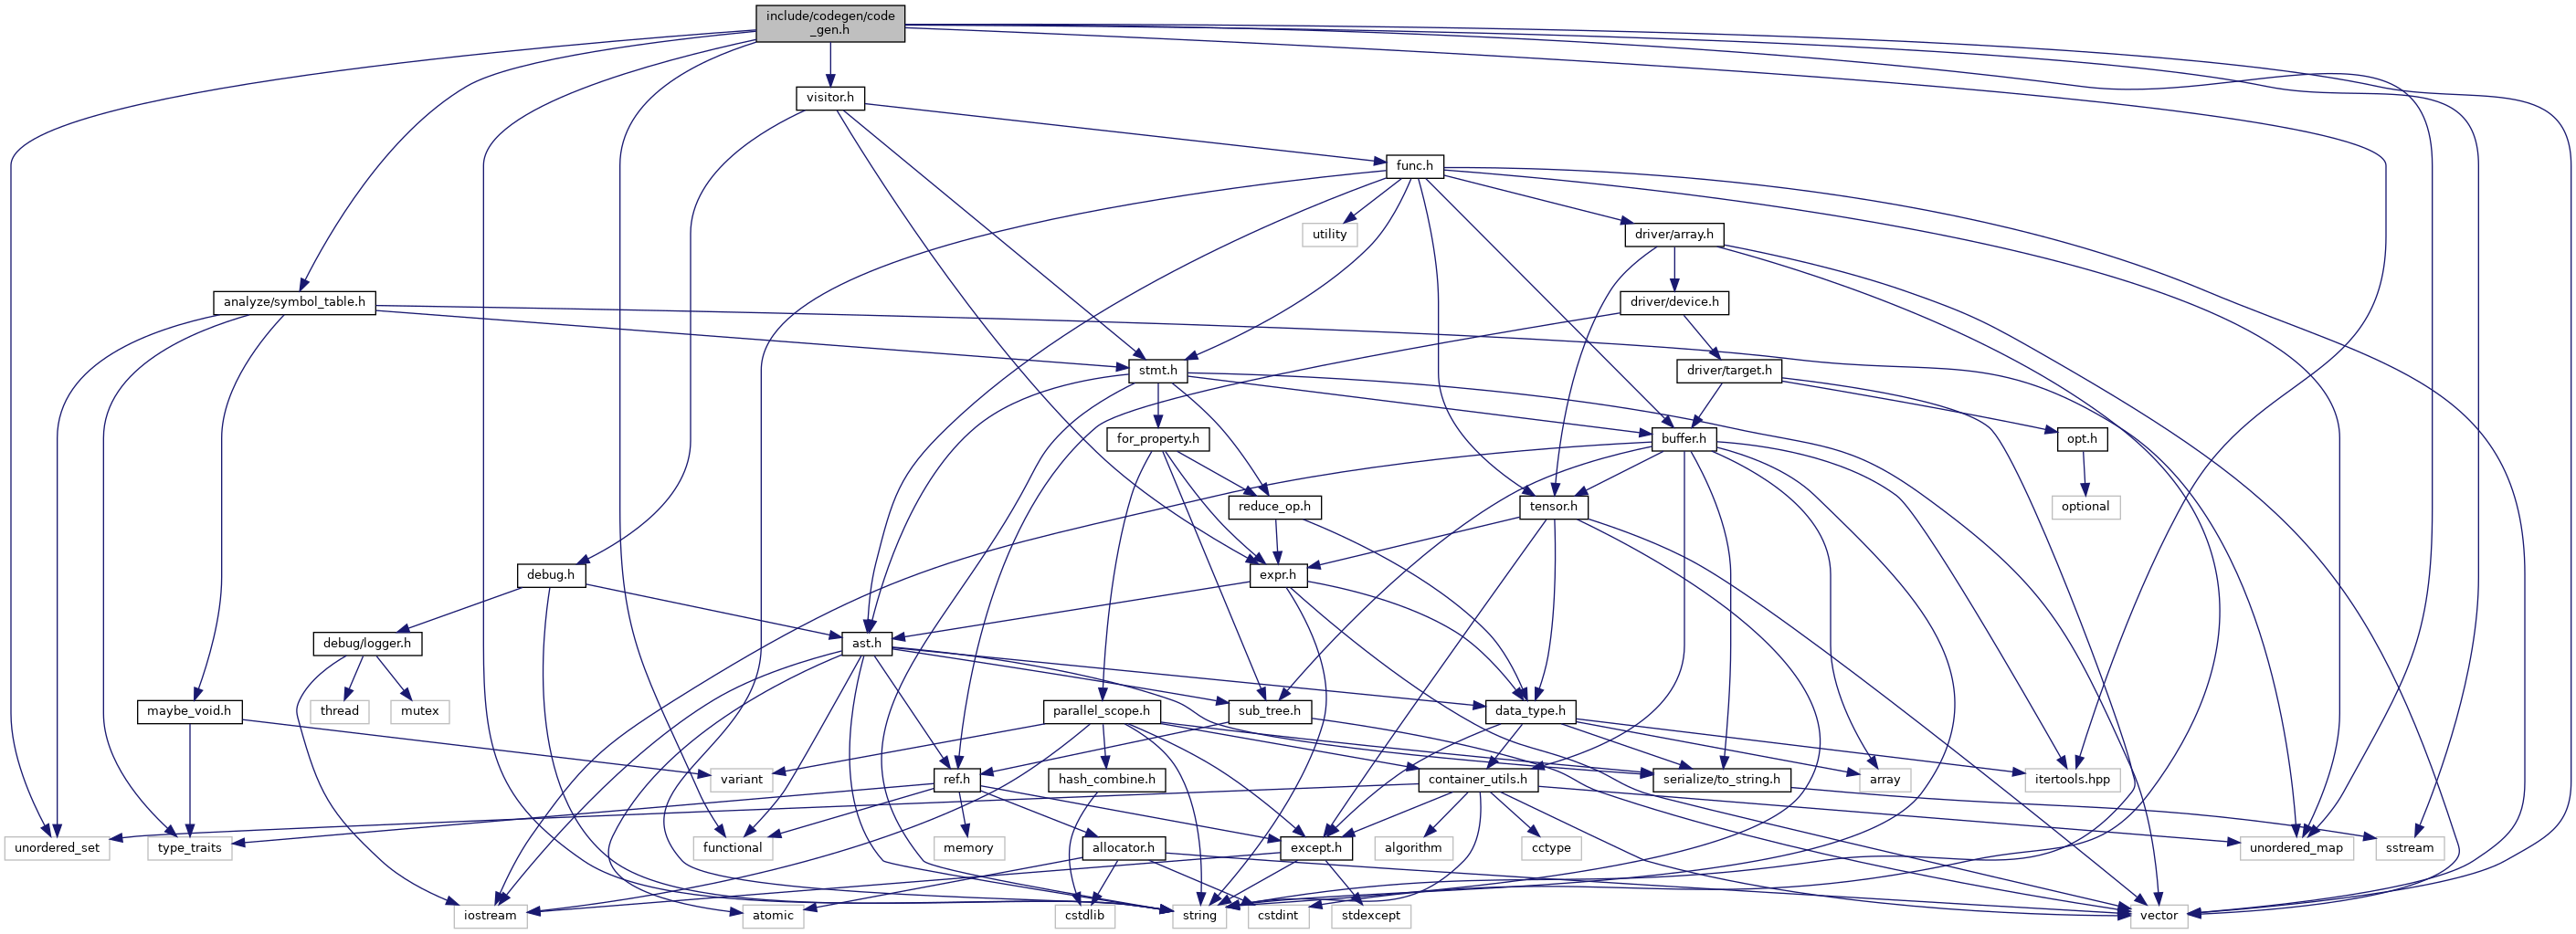 include/codegen/code
_gen.h
visitor.h
func.h
utility
driver/array.h
analyze/symbol_table.h
driver/device.h
stmt.h
driver/target.h
for_property.h
buffer.h
opt.h
reduce_op.h
tensor.h
optional
debug.h
expr.h
debug/logger.h
ast.h
maybe_void.h
thread
mutex
parallel_scope.h
sub_tree.h
data_type.h
variant
ref.h
hash_combine.h
container_utils.h
serialize/to_string.h
array
itertools.hpp
unordered_set
type_traits
functional
memory
allocator.h
except.h
algorithm
cctype
unordered_map
sstream
iostream
atomic
cstdlib
string
cstdint
stdexcept
vector